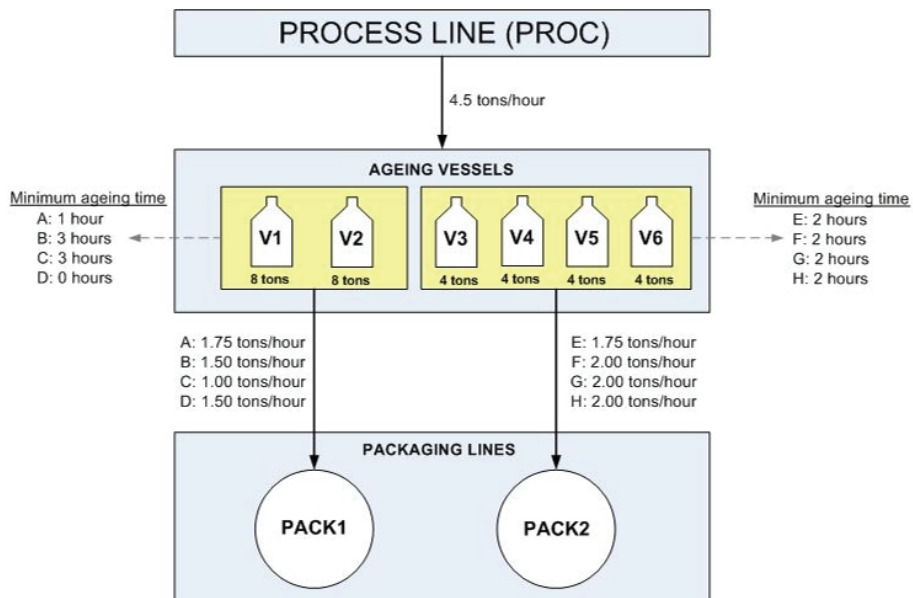 PROCESS LINE (PROC)
4.5 tons/hour
AGEING VESSELS
Minimum ageing time
A: 1 hour
B: 3 hours
C: 3 hours
D: 0 hours
V1
V2
V3
V4
V5
V6
8 tons
8 tons
4 tons
4 tons
4 tons
4 tons
Minimum ageing time
E: 2 hours
F: 2 hours
G: 2 hours
H: 2 hours
A: 1.75 tons/hour
B: 1.50 tons/hour
C: 1.00 tons/hour
D: 1.50 tons/hour
E: 1.75 tons/hour
F: 2.00 tons/hour
G: 2.00 tons/hour
H: 2.00 tons/hour
PACKAGING LINES
PACK1
PACK2